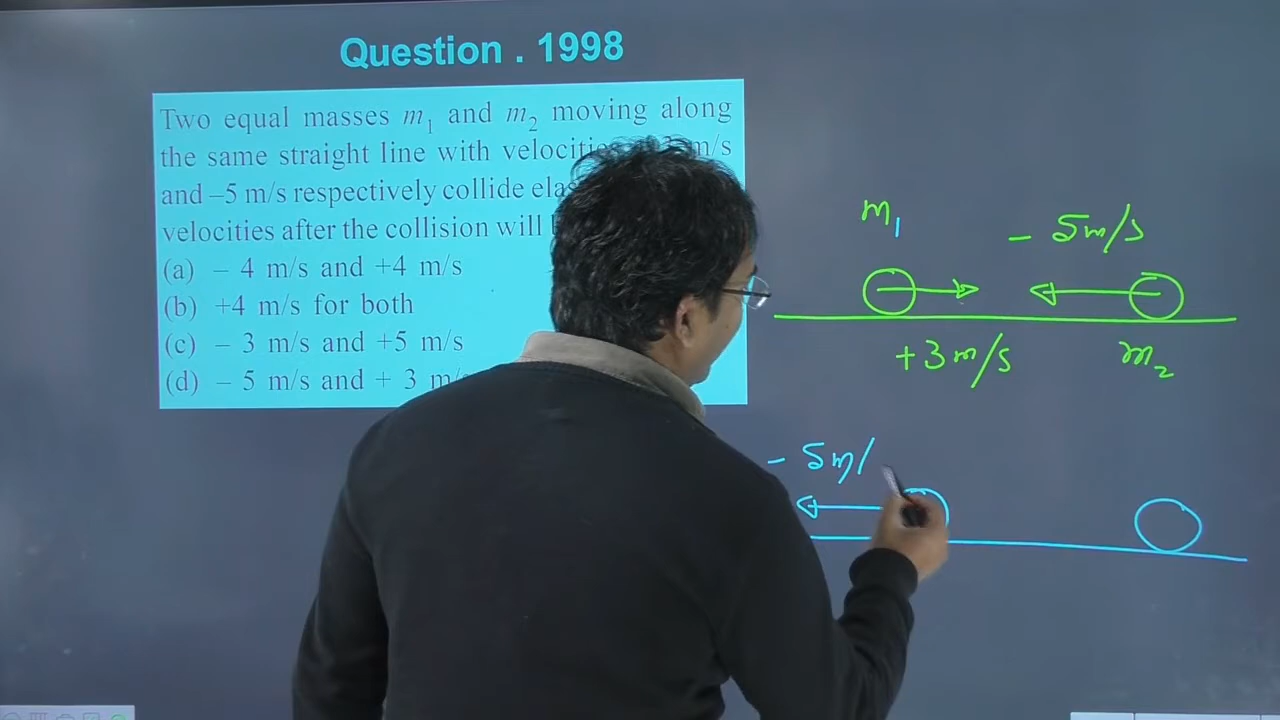 Question . 1998
Two equal masses m₁ and m₂ moving along
the same straight line with velocities m/s
and –5 m/s respectively collide
velocities after the collision will
(a) – 4 m/s and +4 m/s
(b) +4 m/s for both
(c) – 3 m/s and +5 m/s
(d) – 5 m/s and + 3
m₁
- 5m/s
+3m/s
m₂
- 5m/